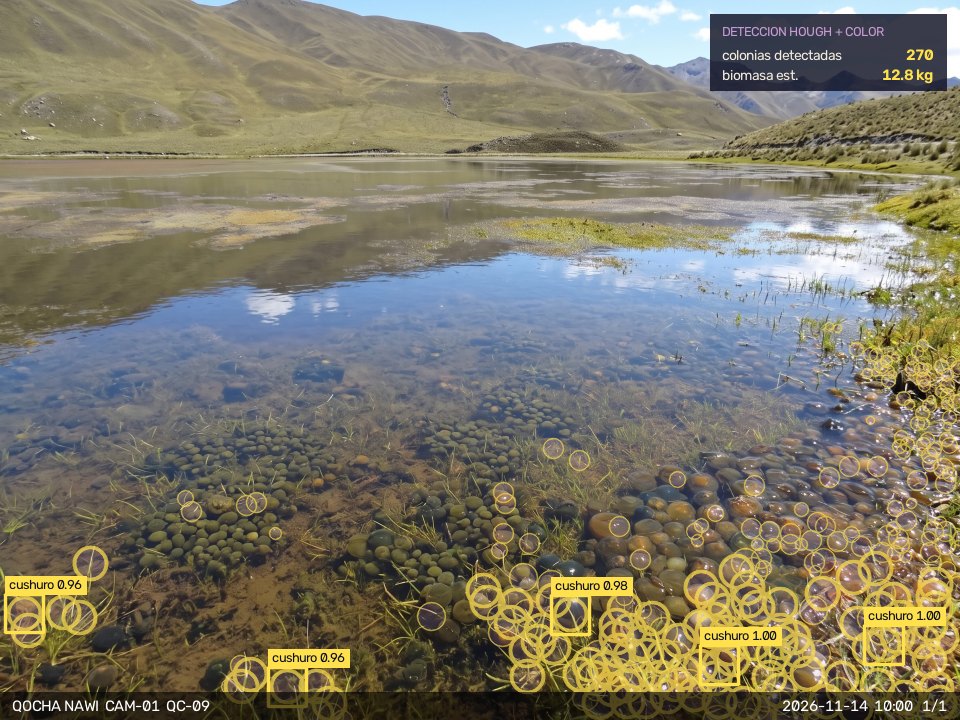 DETECCION HOUGH + COLOR
colonias detectadas 270
biomasa est. 12.8 kg
cushuro 0.96
cushuro 0.98
cushuro 1.00
cushuro 1.00
cushuro 0.96
QOCHA NAWI CAM-01 QC-09 2026-11-14 10:00 1/1